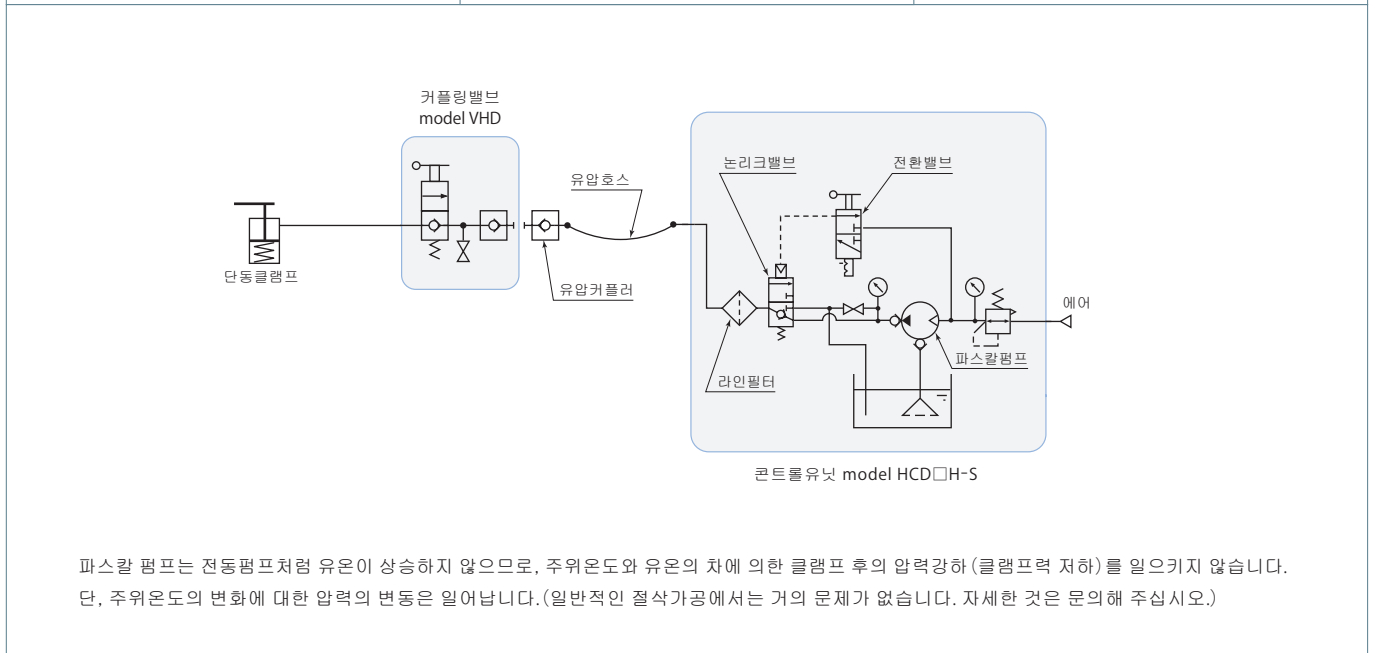 커플링밸브
model VHD
논리크밸브
전환밸브
유압호스
단동클램프
유압커플러
에어
파스칼펌프
라인필터
콘트롤유닛 model HCD□H-S
파스칼 펌프는 전동펌프처럼 유온이 상승하지 않으므로, 주위온도와 유온의 차에 의한 클램프 후의 압력강하(클램프력 저하)를 일으키지 않습니다.
단, 주위온도의 변화에 대한 압력의 변동은 일어납니다.(일반적인 절삭가공에서는 거의 문제가 없습니다. 자세한 것은 문의해 주십시오.)